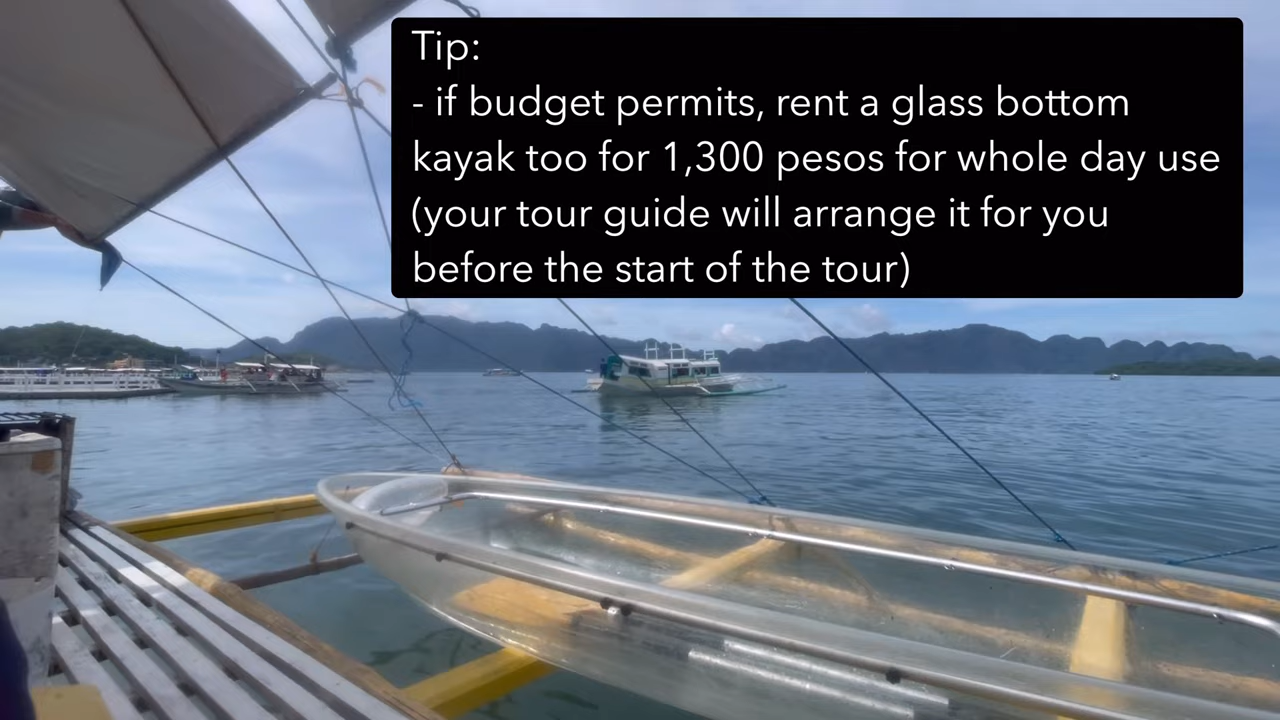 Tip:
- if budget permits, rent a glass bottom
kayak too for 1,300 pesos for whole day use
(your tour guide will arrange it for you
before the start of the tour)